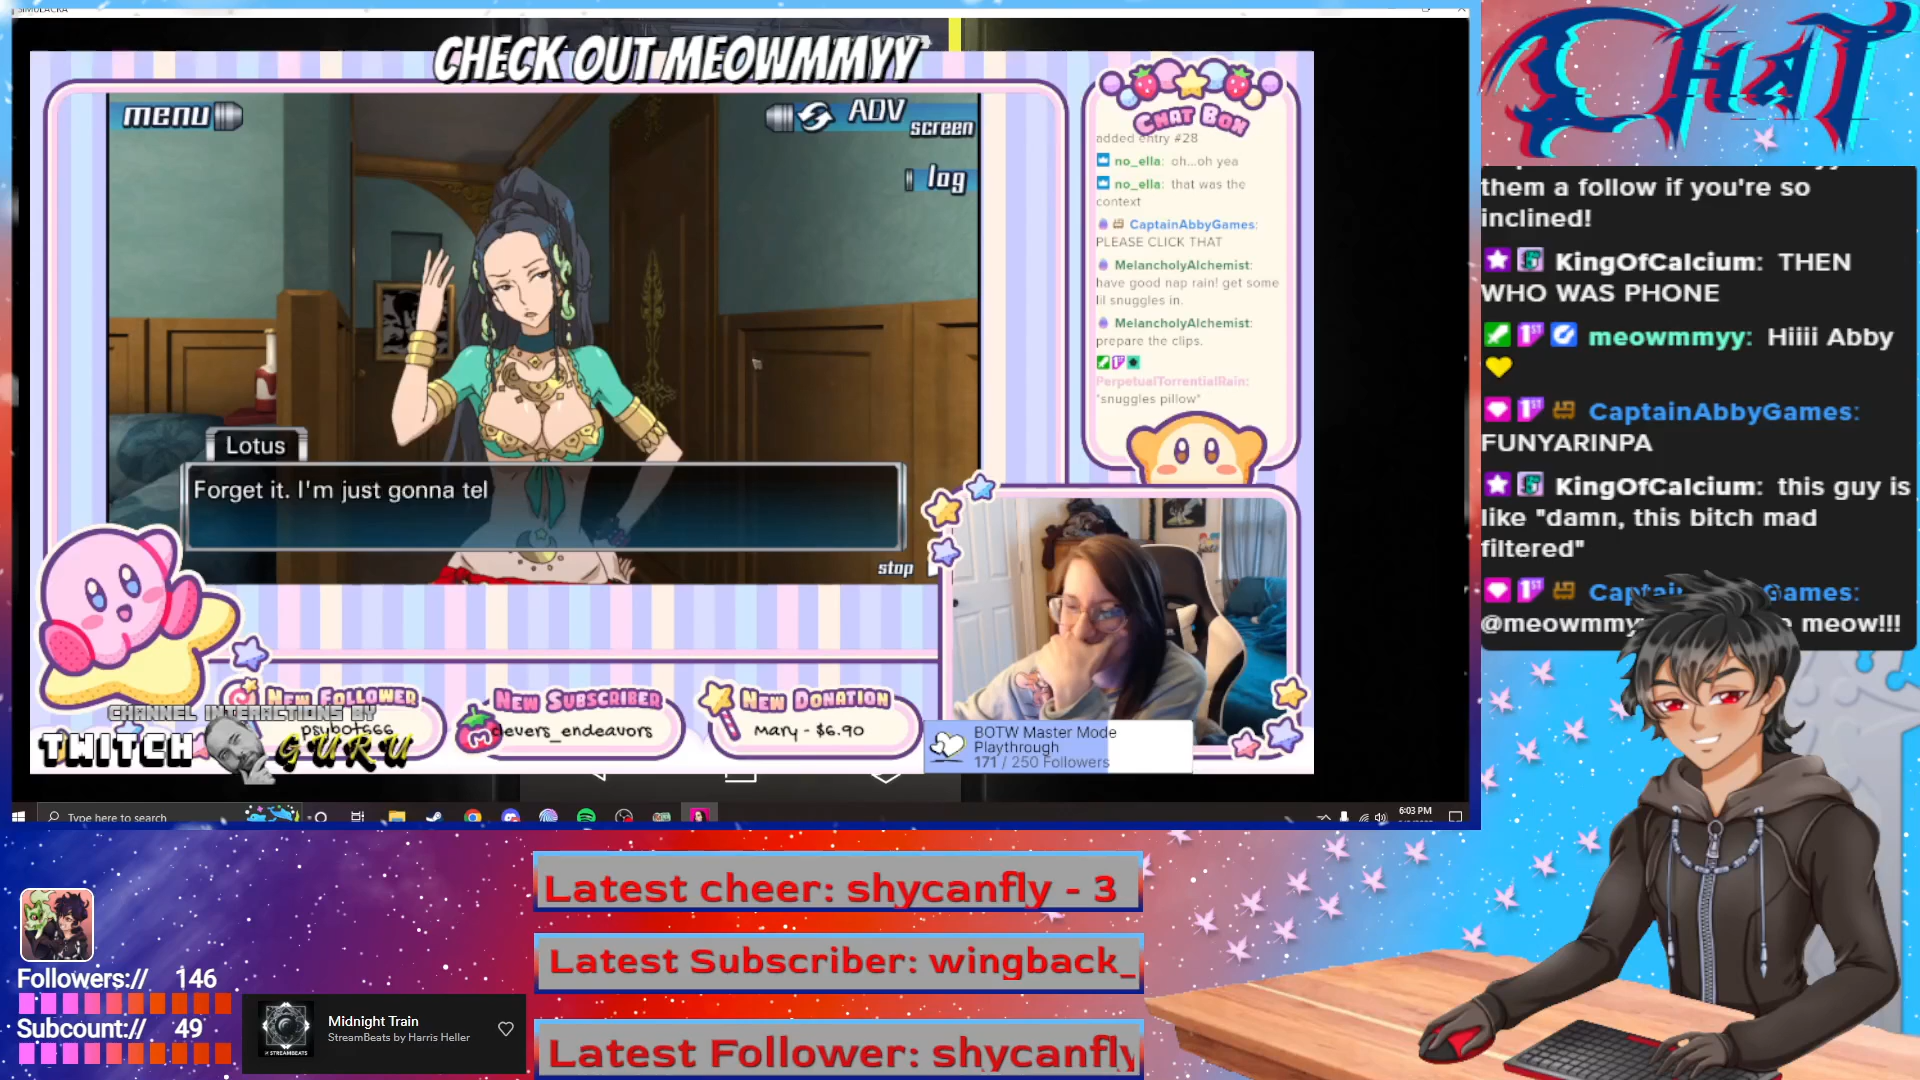 SIMULACRA
CHECK OUT MEOWMMYY
menu
ADV
screen
log
Lotus
Forget it. I'm just gonna tel
stop
CHAT BOX
added entry #28
no_ella: oh...oh yea
no_ella: that was the
context
CaptainAbbyGames:
PLEASE CLICK THAT
MelancholyAlchemist:
have good nap rain! get some
lil snuggles in.
MelancholyAlchemist:
prepare the clips.
PerpetualTorrentialRain:
*snuggles pillow*
NEW FOLLOWER
psybot666
NEW SUBSCRIBER
clevers_endeavors
NEW DONATION
Mary - $6.90
CHANNEL INTERACTIONS BY
TWITCH GURU
BOTW Master Mode
Playthrough
171 / 250 Followers
Type here to search
6:03 PM
CHAT
them a follow if you're so
inclined!
KingOfCalcium: THEN
WHO WAS PHONE
meowmmyy: Hiiii Abby
CaptainAbbyGames:
FUNYARINPA
KingOfCalcium: this guy is
like "damn, this bitch mad
filtered"
Games:
meow!!!
Followers:// 146
Subcount:// 49
STREAMBEATS
Midnight Train
StreamBeats by Harris Heller
Latest cheer: shycanfly - 3
Latest Subscriber: wingback_
Latest Follower: shycanfly